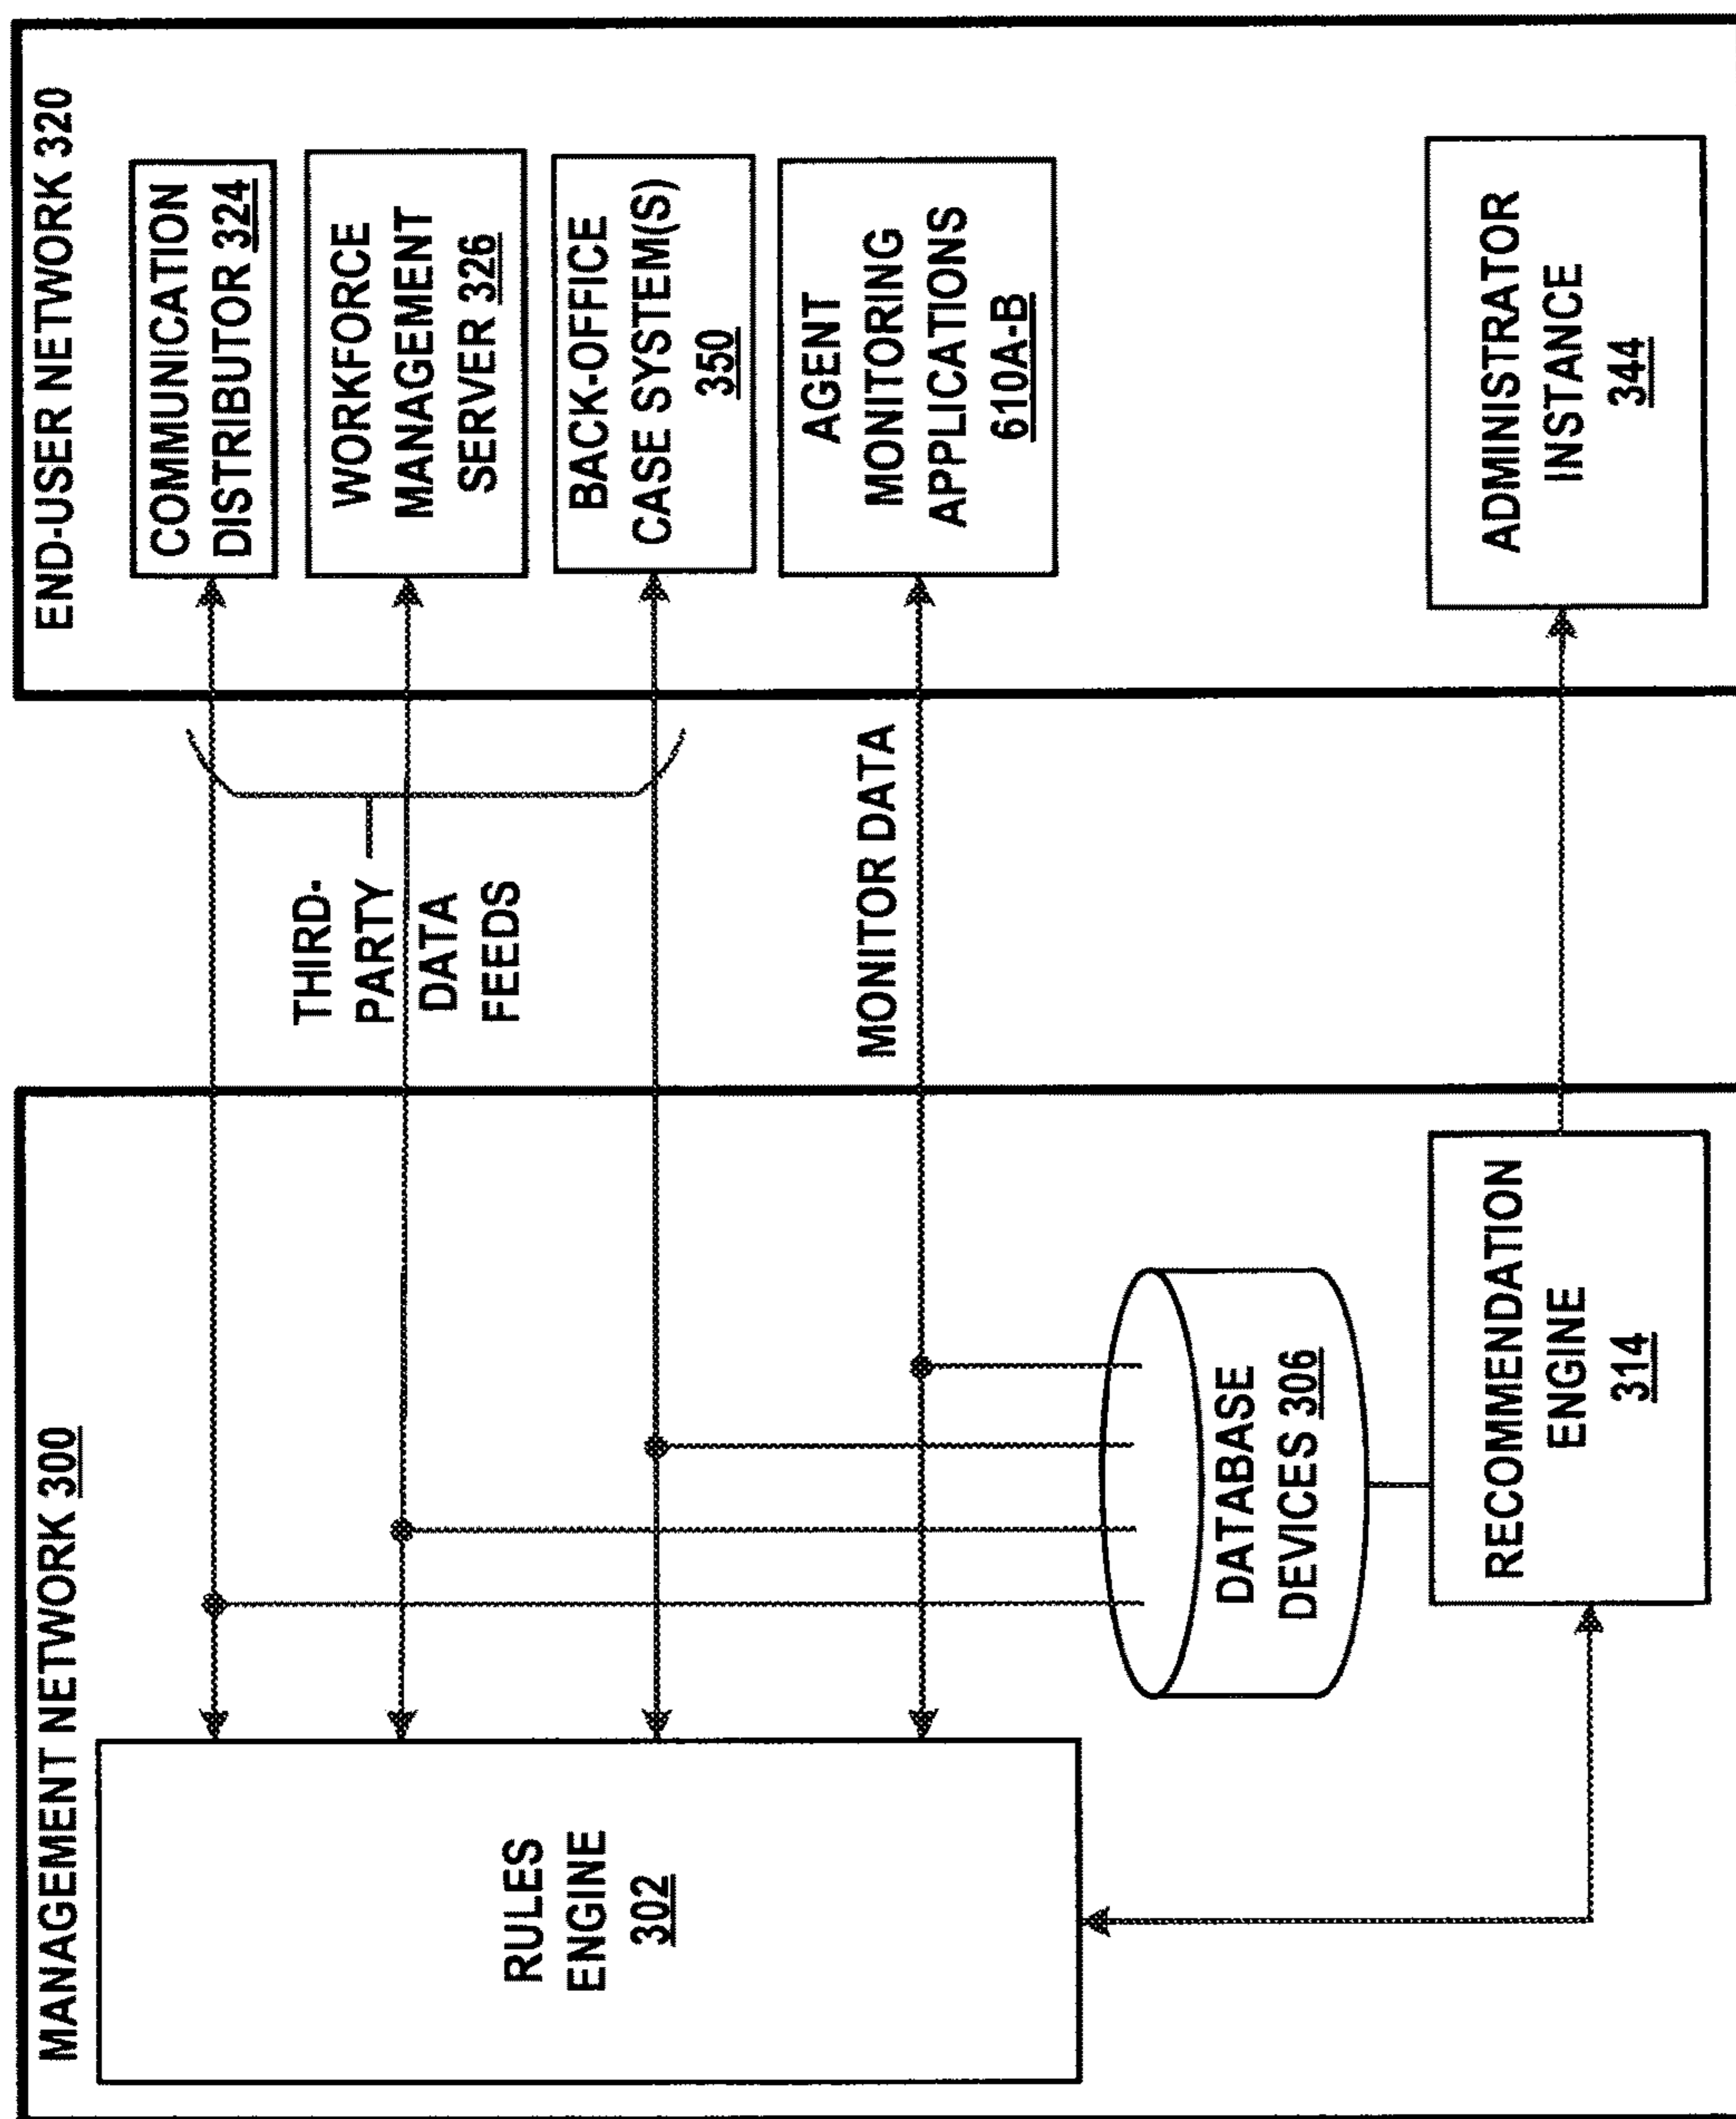 MANAGEMENT NETWORK 300
RULES
ENGINE
302
DATABASE
DEVICES 306
RECOMMENDATION
ENGINE
314
THIRD-
PARTY
DATA
FEEDS
MONITOR DATA
END-USER NETWORK 320
COMMUNICATION
DISTRIBUTOR 324
WORKFORCE
MANAGEMENT
SERVER 326
BACK-OFFICE
CASE SYSTEM(S)
350
AGENT
MONITORING
APPLICATIONS
610A-B
ADMINISTRATOR
INSTANCE
344